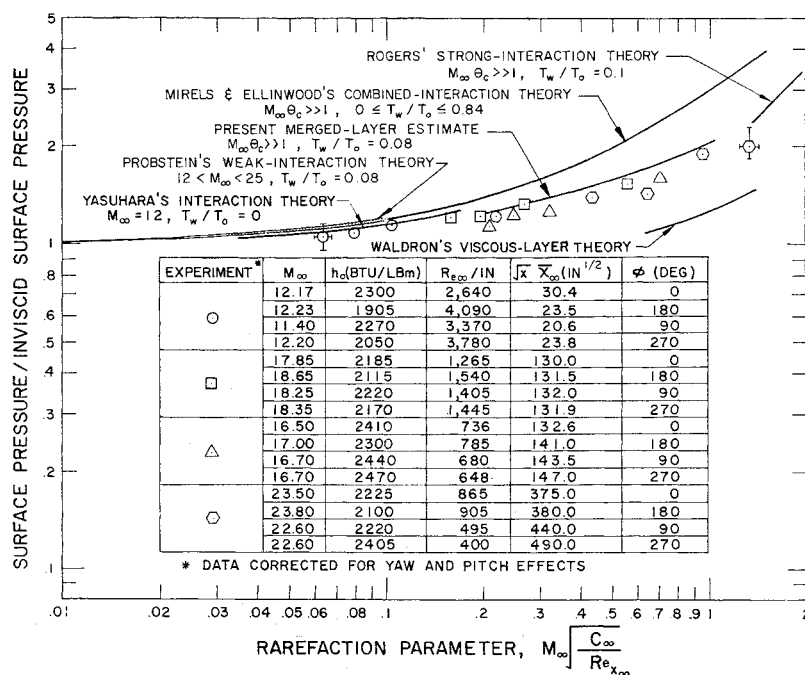 SURFACE PRESSURE / INVISCID SURFACE PRESSURE
5
4
3
2
1
.8
.6
.5
.4
.3
.2
.1
ROGERS' STRONG-INTERACTION THEORY
M∞θc>>1, Tw/To = 0.1
MIRELS & ELLINWOOD'S COMBINED-INTERACTION THEORY
M∞θc>>1, 0 ≤ Tw/To ≤ 0.84
PRESENT MERGED-LAYER ESTIMATE
M∞θc>>1, Tw/To = 0.08
PROBSTEIN'S WEAK-INTERACTION THEORY
12 < M∞ < 25, Tw/To = 0.08
YASUHARA'S INTERACTION THEORY
M∞ = 12, Tw/To = 0
WALDRON'S VISCOUS-LAYER THEORY
EXPERIMENT* M∞ ho(BTU/LBm) Re∞/IN √x X̄∞(IN^1/2) φ (DEG)
12.17 2300 2,640 30.4 0
12.23 1905 4,090 23.5 180
11.40 2270 3,370 20.6 90
12.20 2050 3,780 23.8 270
17.85 2185 1,265 130.0 0
18.65 2115 1,540 131.5 180
18.25 2220 1,405 132.0 90
18.35 2170 1,445 131.9 270
16.50 2410 736 132.6 0
17.00 2300 785 141.0 180
16.70 2440 680 143.5 90
16.70 2470 648 147.0 270
23.50 2225 865 375.0 0
23.80 2100 905 380.0 180
22.60 2220 495 440.0 90
22.60 2405 400 490.0 270
* DATA CORRECTED FOR YAW AND PITCH EFFECTS
.01 .02 .03 .04 .05 .06 .08 .1 .2 .3 .4 .5 .6 .7 .8 .9 1 2
RAREFACTION PARAMETER, M∞√(C∞/Rex∞)